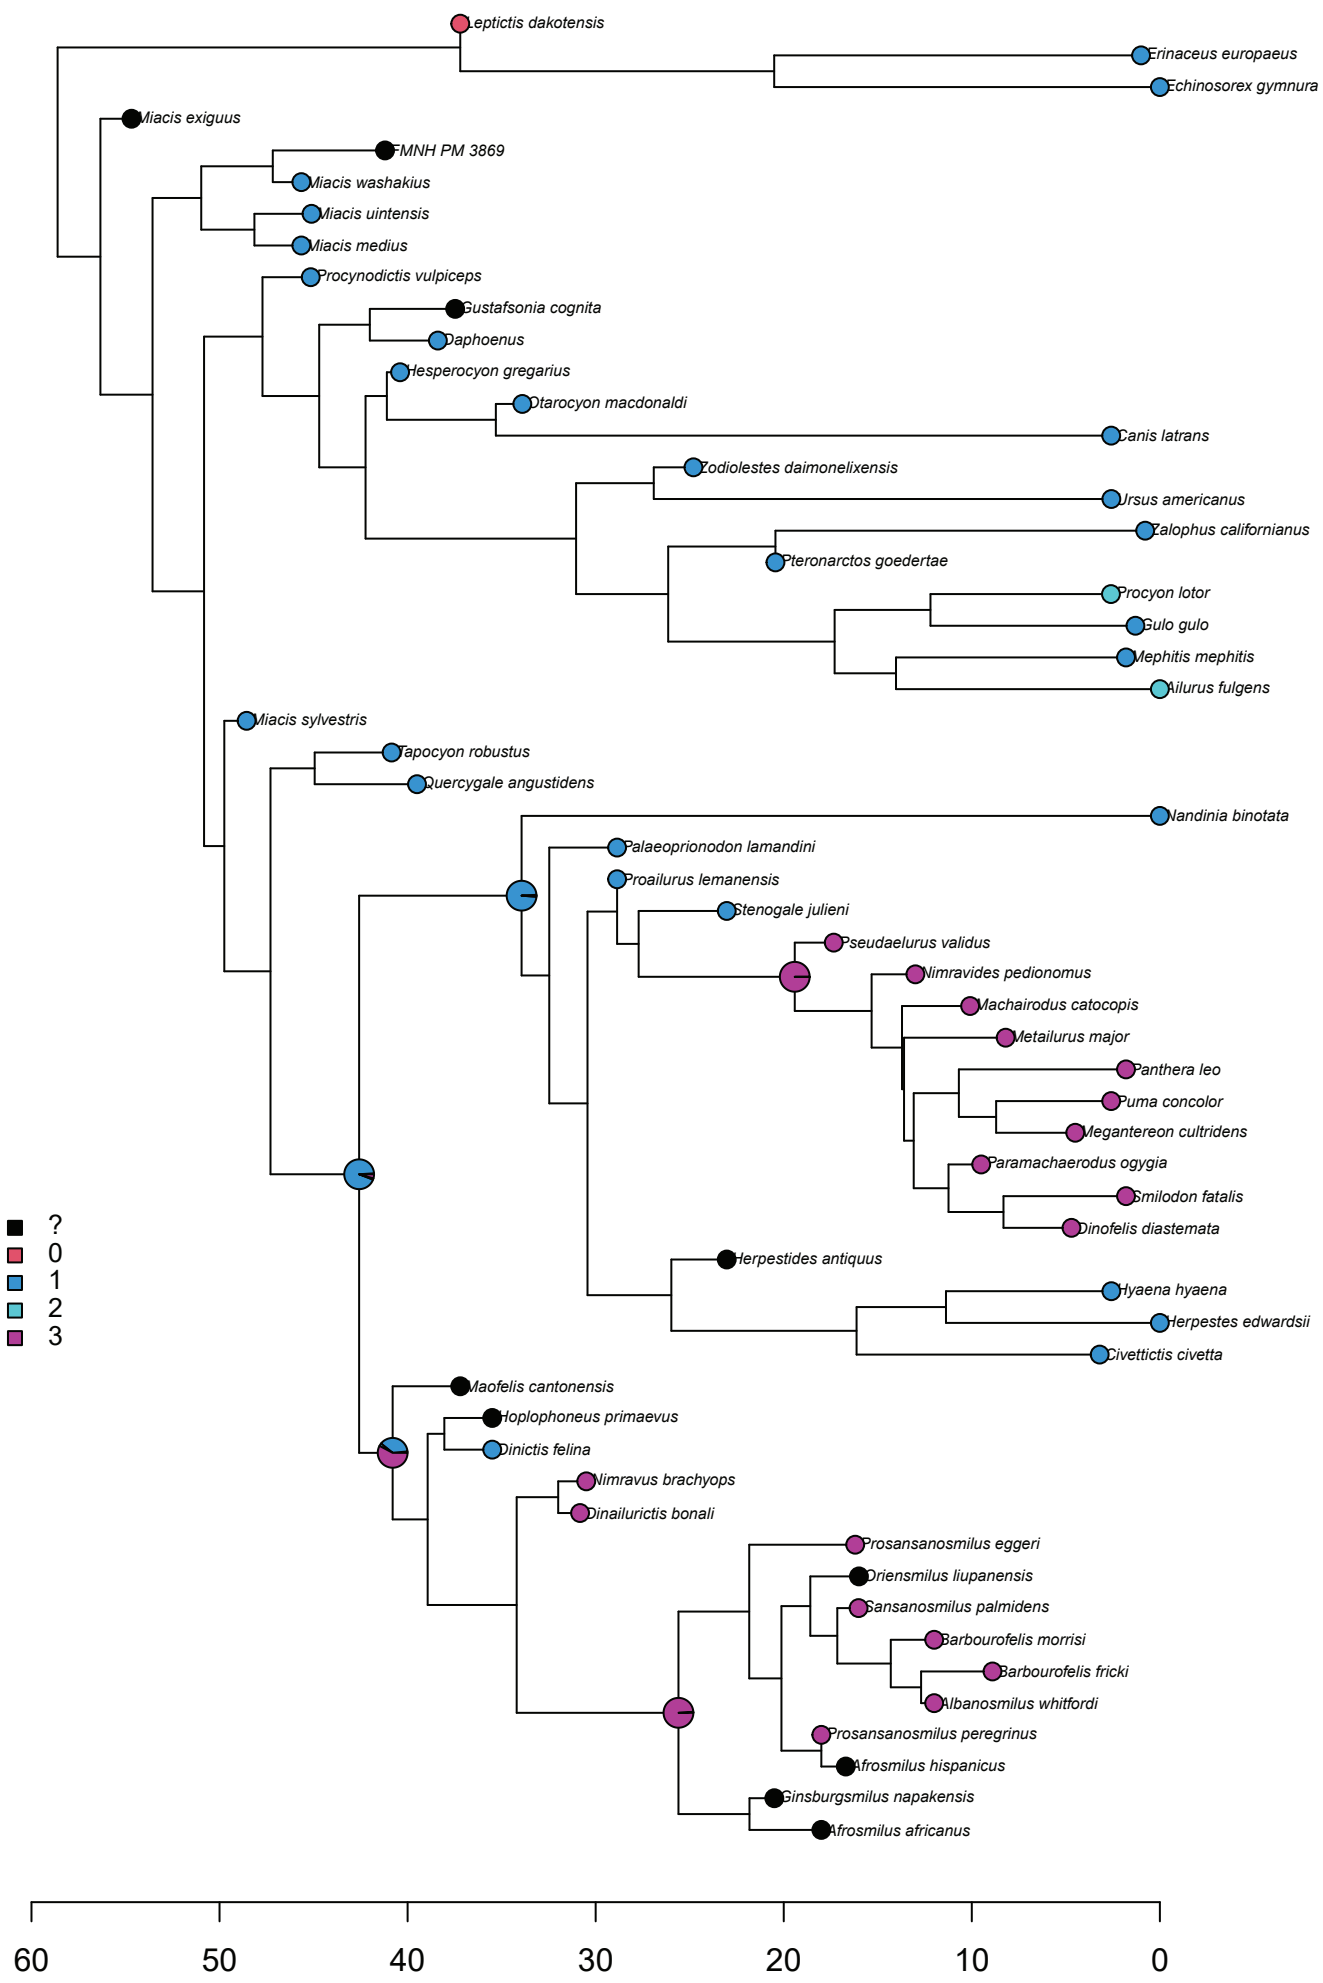 Leptictis dakotensis
Erinaceus europaeus
Echinosorex gymnura
Miacis exiguus
FMNH PM 3869
Miacis washakius
Miacis uintensis
Miacis medius
Procynodictis vulpiceps
Gustafsonia cognita
Daphoenus
Hesperocyon gregarius
Otarocyon macdonaldi
Canis latrans
Zodiolestes daimonelixensis
Ursus americanus
Zalophus californianus
Pteronarctos goedertae
Procyon lotor
Gulo gulo
Mephitis mephitis
Ailurus fulgens
Miacis sylvestris
Tapocyon robustus
Quercygale angustidens
Nandinia binotata
Palaeoprionodon lamandini
Proailurus lemanensis
Stenogale julieni
Pseudaelurus validus
Nimravides pedionomus
Machairodus catocopis
Metailurus major
Panthera leo
Puma concolor
Megantereon cultridens
Paramachaerodus ogygia
Smilodon fatalis
Dinofelis diastemata
Herpestides antiquus
Hyaena hyaena
Herpestes edwardsii
Civettictis civetta
Maofelis cantonensis
Hoplophoneus primaevus
Dinictis felina
Nimravus brachyops
Dinailurictis bonali
Prosansanosmilus eggeri
Oriensmilus liupanensis
Sansanosmilus palmidens
Barbourofelis morrisi
Barbourofelis fricki
Albanosmilus whitfordi
Prosansanosmilus peregrinus
Afrosmilus hispanicus
Ginsburgsmilus napakensis
Afrosmilus africanus
?
0
1
2
3
60 50 40 30 20 10 0